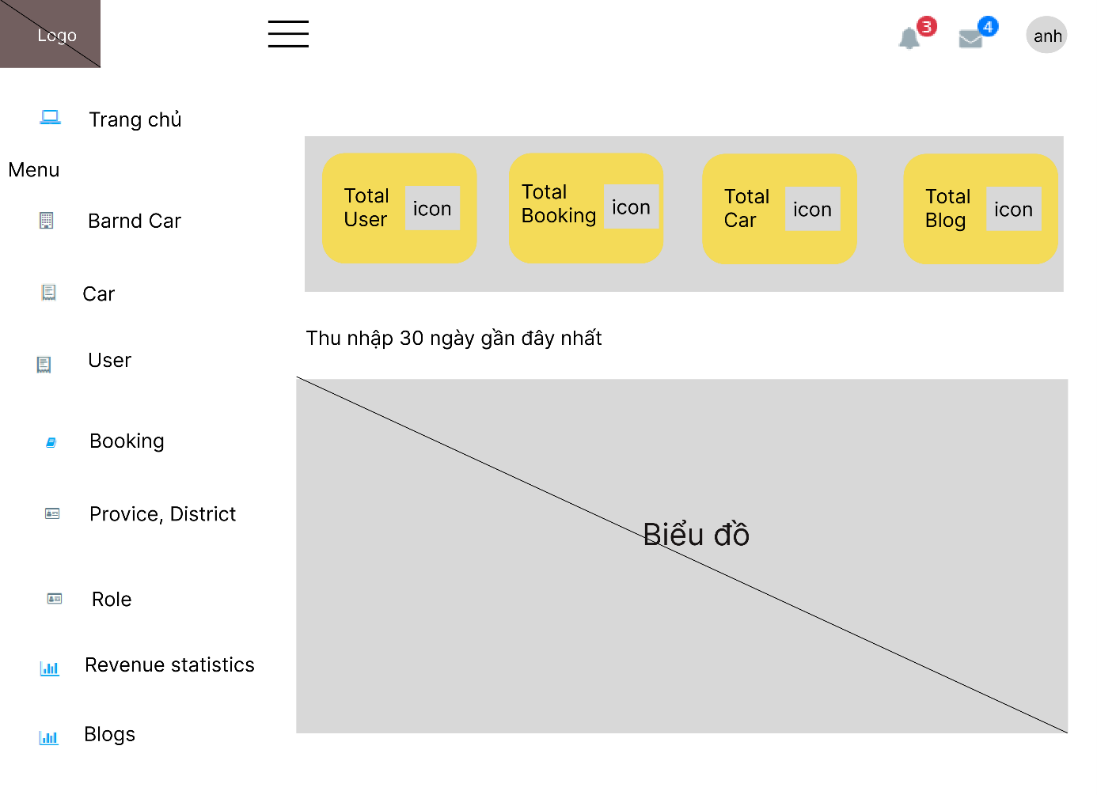 Logo
3
4
anh
Trang chủ
Menu
Barnd Car
Car
User
Booking
Provice, District
Role
Revenue statistics
Blogs
Total
User
icon
Total
Booking
icon
Total
Car
icon
Total
Blog
icon
Thu nhập 30 ngày gần đây nhất
Biểu đồ